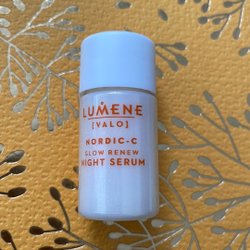 LUMENE
[VALO]
NORDIC-C
GLOW RENEW
NIGHT SERUM